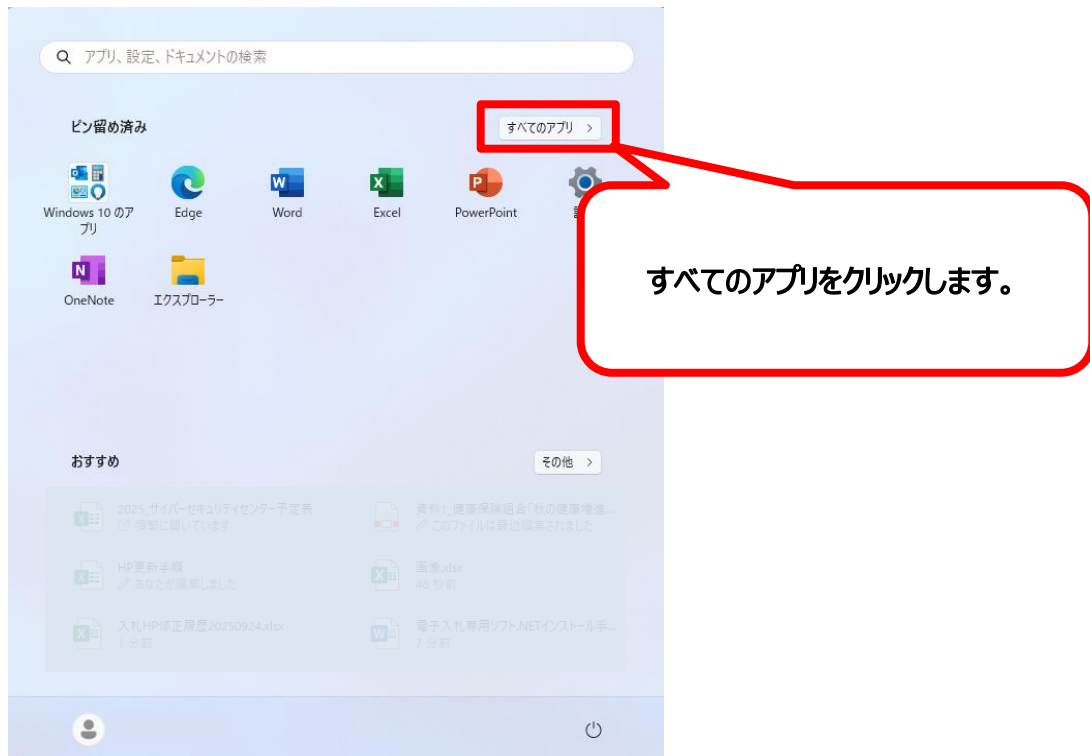 アプリ、設定、ドキュメントの検索
ピン留め済み
すべてのアプリ >
Windows 10 のア
プリ
Edge
Word
Excel
PowerPoint
OneNote
エクスプローラー
すべてのアプリをクリックします。
おすすめ
その他 >
2025_サイバーセキュリティセンター予定表
頻繁に開いています
資料1_健康保険組合「秋の健康増進...
このファイルは最近編集されました
HP更新手順
あなたが編集しました
画像.xlsx
48 分前
入札HP修正履歴20250924.xlsx
1 分前
電子入札専用ソフト.NETインストール手...
7 分前